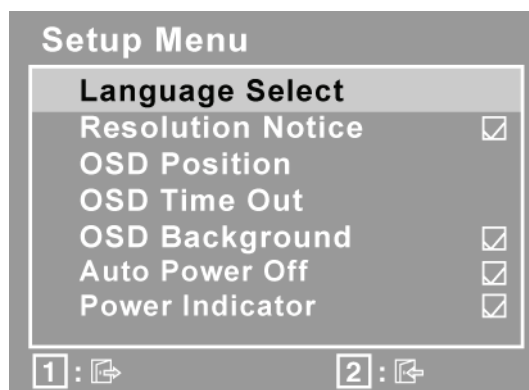 Setup Menu
Language Select
Resolution Notice
OSD Position
OSD Time Out
OSD Background
Auto Power Off
Power Indicator
1 : 2 :